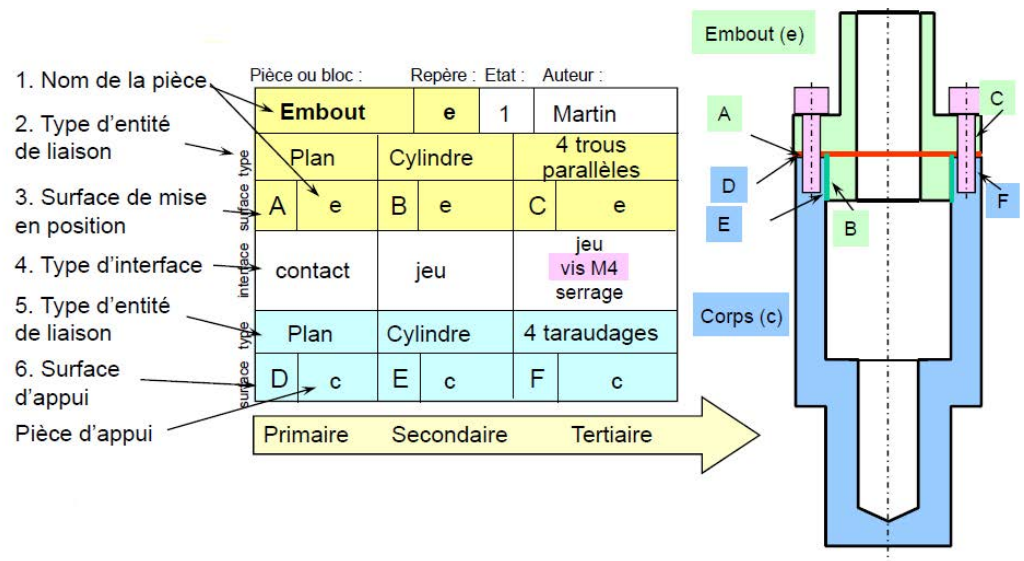 1. Nom de la pièce
2. Type d'entité
de liaison
3. Surface de mise
en position
4. Type d'interface
5. Type d'entité
de liaison
6. Surface
d'appui
Pièce d'appui
Pièce ou bloc : Repère : Etat : Auteur :
Embout e 1 Martin
type Plan Cylindre 4 trous
parallèles
surface A e B e C e
interface contact jeu jeu
vis M4
serrage
type Plan Cylindre 4 taraudages
surface D c E c F c
Primaire Secondaire Tertiaire
Embout (e)
A
C
D
F
E
B
Corps (c)